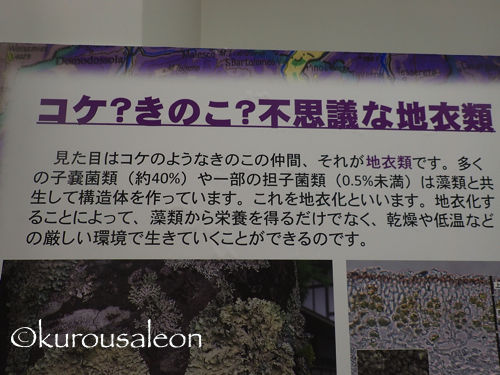 Domodossola
コケ?きのこ?不思議な地衣類
見た目はコケのようなきのこの仲間、それが地衣類です。多く
の子嚢菌類（約40%）や一部の担子菌類（0.5%未満）は藻類と共
生して構造体を作っています。これを地衣化といいます。地衣化す
ることによって、藻類から栄養を得るだけでなく、乾燥や低温など
の厳しい環境で生きていくことができるのです。
©kurousaleon